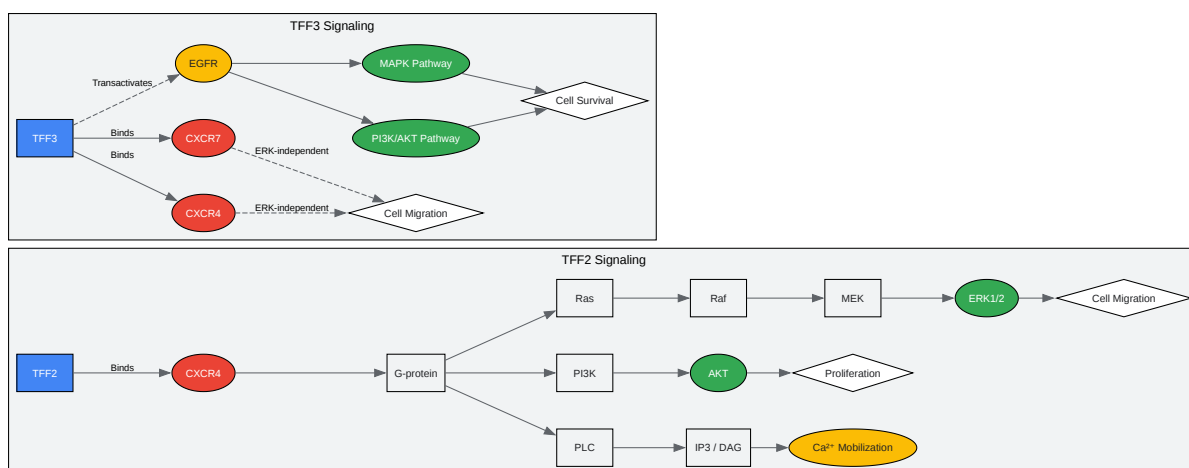 TFF3 Signaling
EGFR
MAPK Pathway
Transactivates
Cell Survival
TFF3
Binds
CXCR7
PI3K/AKT Pathway
ERK-independent
Binds
CXCR4
ERK-independent
Cell Migration
TFF2 Signaling
Ras
Raf
MEK
ERK1/2
Cell Migration
TFF2
Binds
CXCR4
G-protein
PI3K
AKT
Proliferation
PLC
IP3 / DAG
Ca²⁺ Mobilization